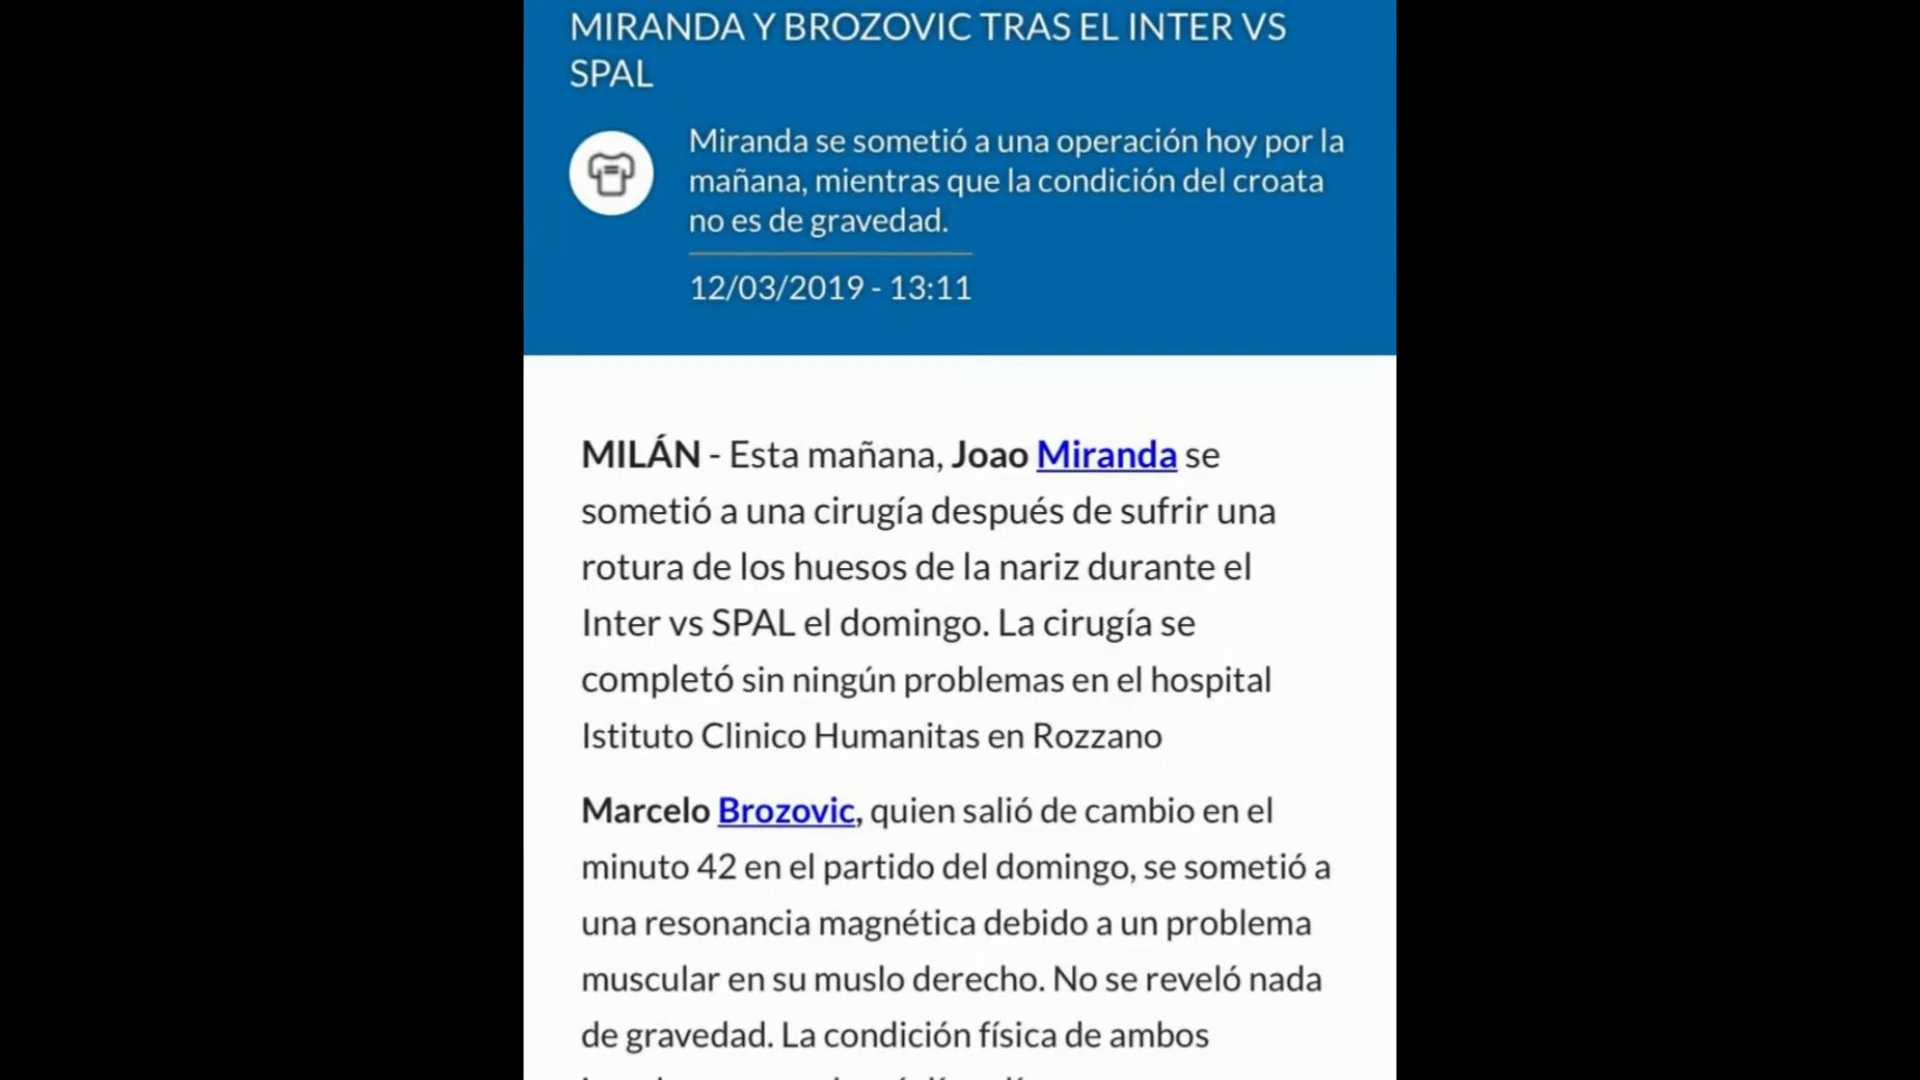 MIRANDA Y BROZOVIC TRAS EL INTER VS
SPAL
Miranda se sometió a una operación hoy por la
mañana, mientras que la condición del croata
no es de gravedad.
12/03/2019 - 13:11
MILÁN - Esta mañana, Joao Miranda se
sometió a una cirugía después de sufrir una
rotura de los huesos de la nariz durante el
Inter vs SPAL el domingo. La cirugía se
completó sin ningún problemas en el hospital
Istituto Clinico Humanitas en Rozzano
Marcelo Brozovic, quien salió de cambio en el
minuto 42 en el partido del domingo, se sometió a
una resonancia magnética debido a un problema
muscular en su muslo derecho. No se reveló nada
de gravedad. La condición física de ambos